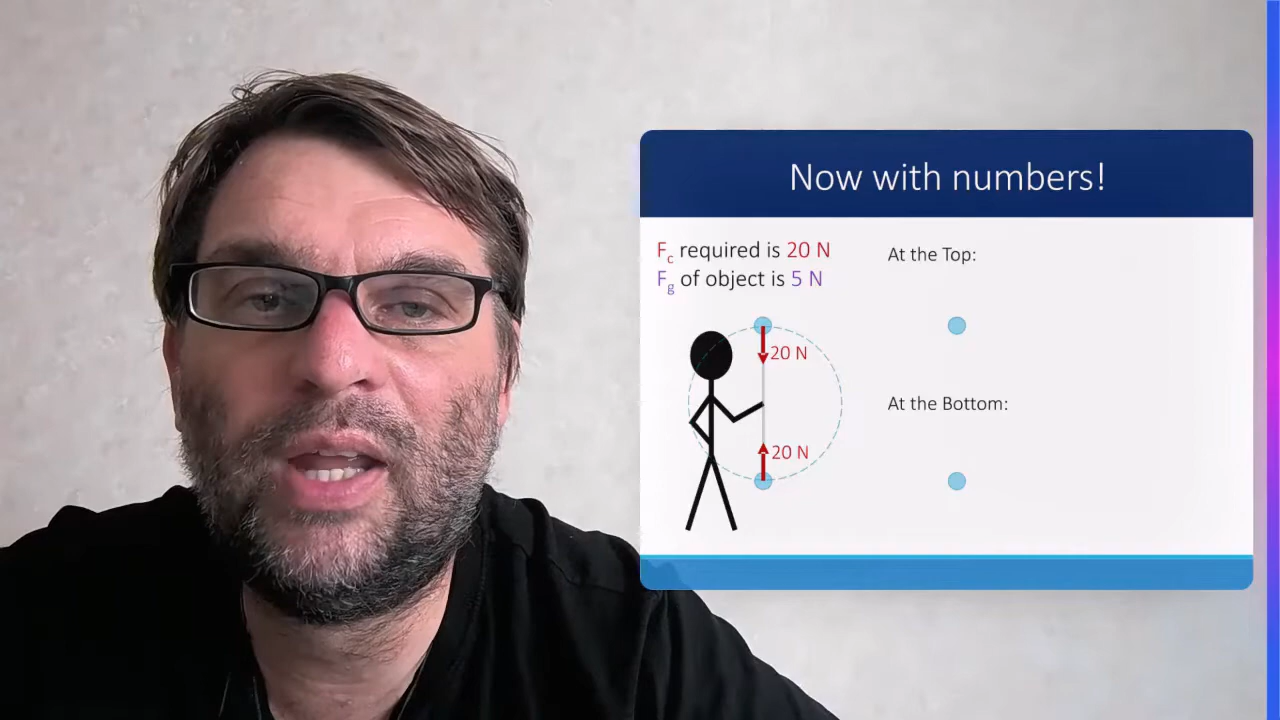 Now with numbers!
Fc required is 20 N
Fg of object is 5 N
At the Top:
20 N
At the Bottom:
20 N